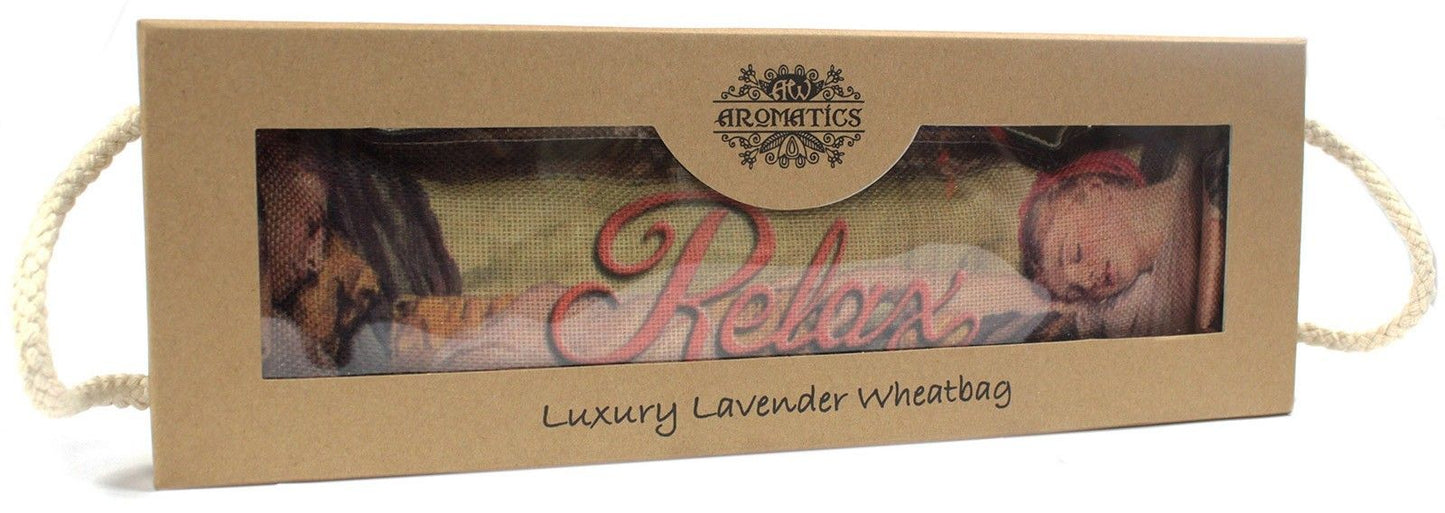 AW
AROMATICS
Relax
Luxury Lavender Wheatbag